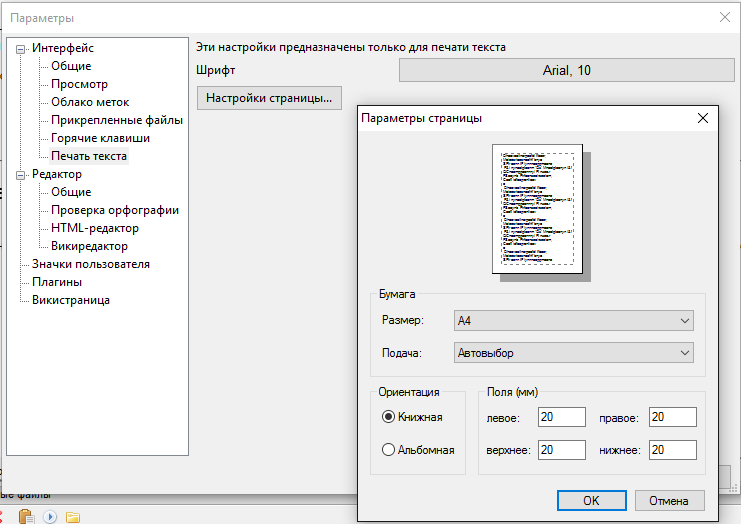 Параметры
Интерфейс
Общие
Просмотр
Облако меток
Прикрепленные файлы
Горячие клавиши
Печать текста
Редактор
Общие
Проверка орфографии
HTML-редактор
Викиредактор
Значки пользователя
Плагины
Викистраница
Эти настройки предназначены только для печати текста
Шрифт
Arial, 10
Настройки страницы...
Параметры страницы
Бумага
Размер: A4
Подача: Автовыбор
Ориентация
Книжная
Альбомная
Поля (мм)
левое: 20 правое: 20
верхнее: 20 нижнее: 20
OK Отмена
файлы